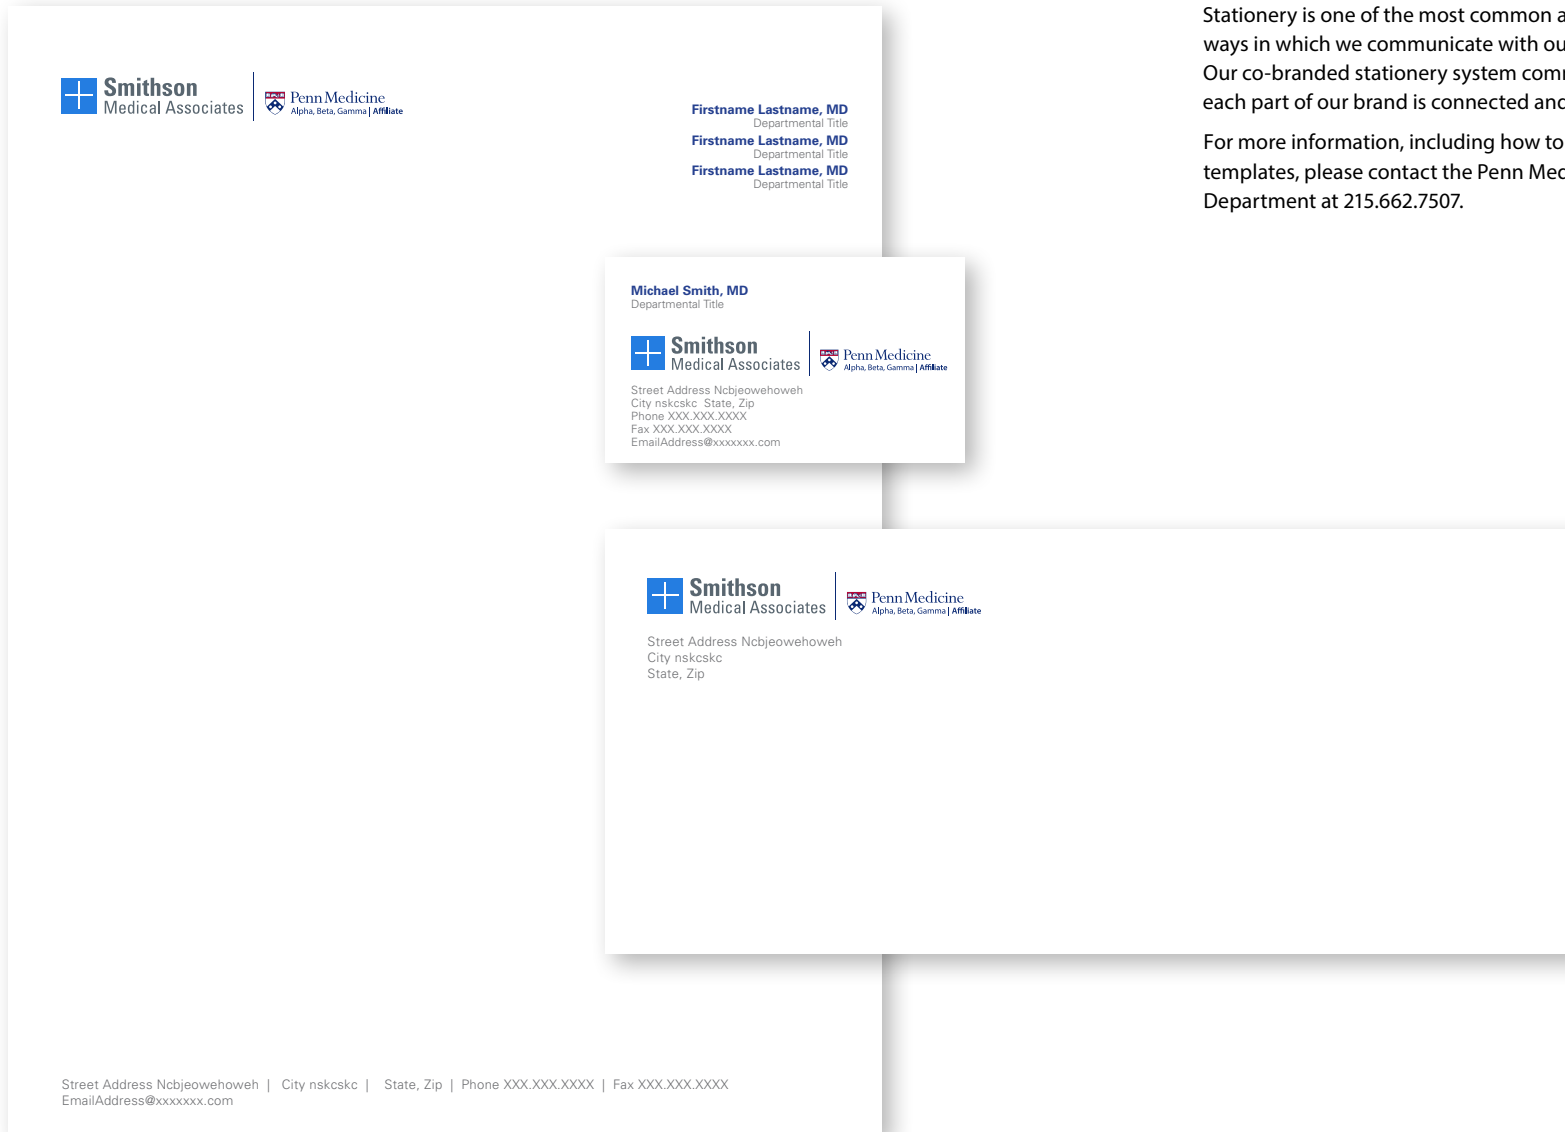 Smithson
Medical Associates
Penn Medicine
Alpha, Beta, Gamma | Affiliate
Firstname Lastname, MD
Departmental Title
Firstname Lastname, MD
Departmental Title
Firstname Lastname, MD
Departmental Title
Street Address Ncbjeowehoweh | City nskcskc | State, Zip | Phone XXX.XXX.XXXX | Fax XXX.XXX.XXXX
EmailAddress@xxxxxxx.com
Michael Smith, MD
Departmental Title
Smithson
Medical Associates
Penn Medicine
Alpha, Beta, Gamma | Affiliate
Street Address Ncbjeowehoweh
City nskcskc State, Zip
Phone XXX.XXX.XXXX
Fax XXX.XXX.XXXX
EmailAddress@xxxxxxx.com
Smithson
Medical Associates
Penn Medicine
Alpha, Beta, Gamma | Affiliate
Street Address Ncbjeowehoweh
City nskcskc
State, Zip
Stationery is one of the most common
ways in which we communicate with
Our co-branded stationery system
each part of our brand is connected
For more information, including how to
templates, please contact the Penn
Department at 215.662.7507.